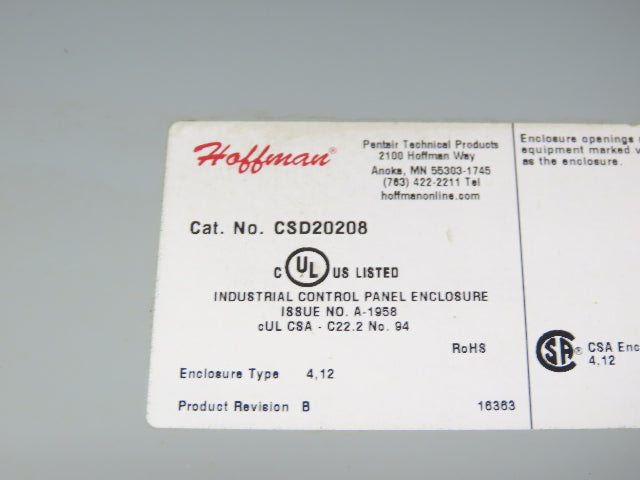 Hoffman®
Pentair Technical Products
2100 Hoffman Way
Anoka, MN 55303-1745
(763) 422-2211 Tel
hoffmanonline.com
Cat. No. CSD20208
C UL US LISTED
INDUSTRIAL CONTROL PANEL ENCLOSURE
ISSUE NO. A-1958
cUL CSA - C22.2 No. 94
RoHS
Enclosure Type 4,12
Product Revision B 16363
Enclosure openings
equipment marked
as the enclosure.
SA® CSA Enc
4,12